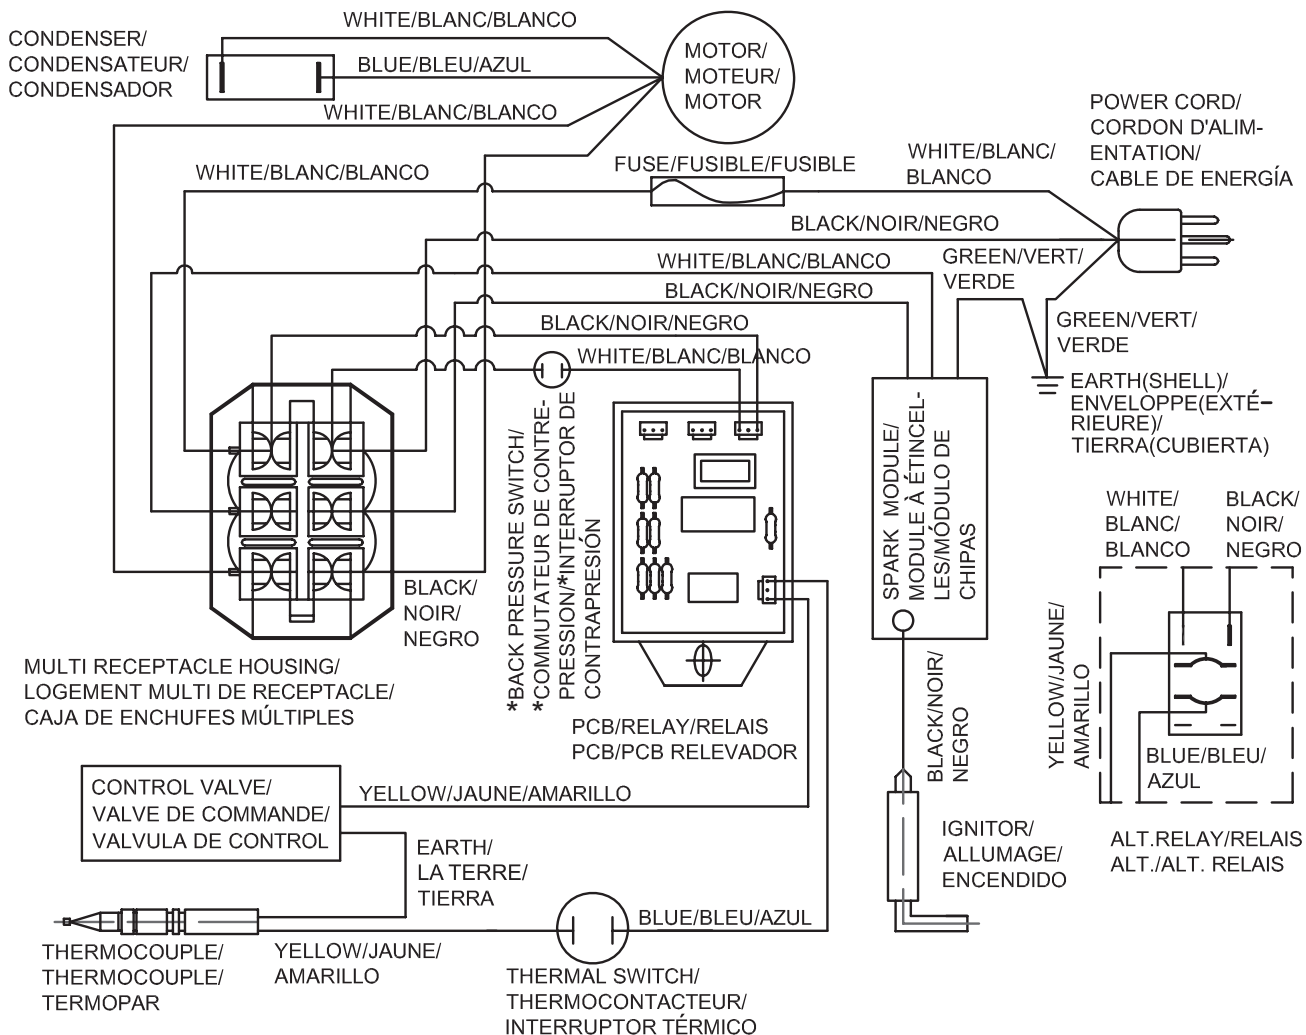 WHITE/BLANC/BLANCO
CONDENSER/
CONDENSATEUR/
CONDENSADOR
BLUE/BLEU/AZUL
MOTOR/
MOTEUR/
MOTOR
WHITE/BLANC/BLANCO
POWER CORD/
CORDON D'ALIM-
ENTATION/
CABLE DE ENERGÍA
WHITE/BLANC/BLANCO
FUSE/FUSIBLE/FUSIBLE
WHITE/BLANC/
BLANCO
BLACK/NOIR/NEGRO
WHITE/BLANC/BLANCO
GREEN/VERT/
VERDE
BLACK/NOIR/NEGRO
BLACK/NOIR/NEGRO
GREEN/VERT/
VERDE
WHITE/BLANC/BLANCO
EARTH(SHELL)/
ENVELOPPE(EXTÉ-
RIEURE)/
TIERRA(CUBIERTA)
*BACK PRESSURE SWITCH/
*COMMUTATEUR DE CONTRE-
PRESSION/*INTERRUPTOR DE
CONTRAPRESIÓN
SPARK MODULE/
MODULE À ÉTINCEL-
LES/MÓDULO DE
CHIPAS
WHITE/
BLANC/
BLANCO
BLACK/
NOIR/
NEGRO
BLACK/
NOIR/
NEGRO
MULTI RECEPTACLE HOUSING/
LOGEMENT MULTI DE RECEPTACLE/
CAJA DE ENCHUFES MÚLTIPLES
PCB/RELAY/RELAIS
PCB/PCB RELEVADOR
BLACK/NOIR/
NEGRO
YELLOW/JAUNE/
AMARILLO
BLUE/BLEU/
AZUL
CONTROL VALVE/
VALVE DE COMMANDE/
VALVULA DE CONTROL
YELLOW/JAUNE/AMARILLO
EARTH/
LA TERRE/
TIERRA
IGNITOR/
ALLUMAGE/
ENCENDIDO
ALT.RELAY/RELAIS
ALT./ALT. RELAIS
BLUE/BLEU/AZUL
THERMOCOUPLE/
THERMOCOUPLE/
TERMOPAR
YELLOW/JAUNE/
AMARILLO
THERMAL SWITCH/
THERMOCONTACTEUR/
INTERRUPTOR TÉRMICO